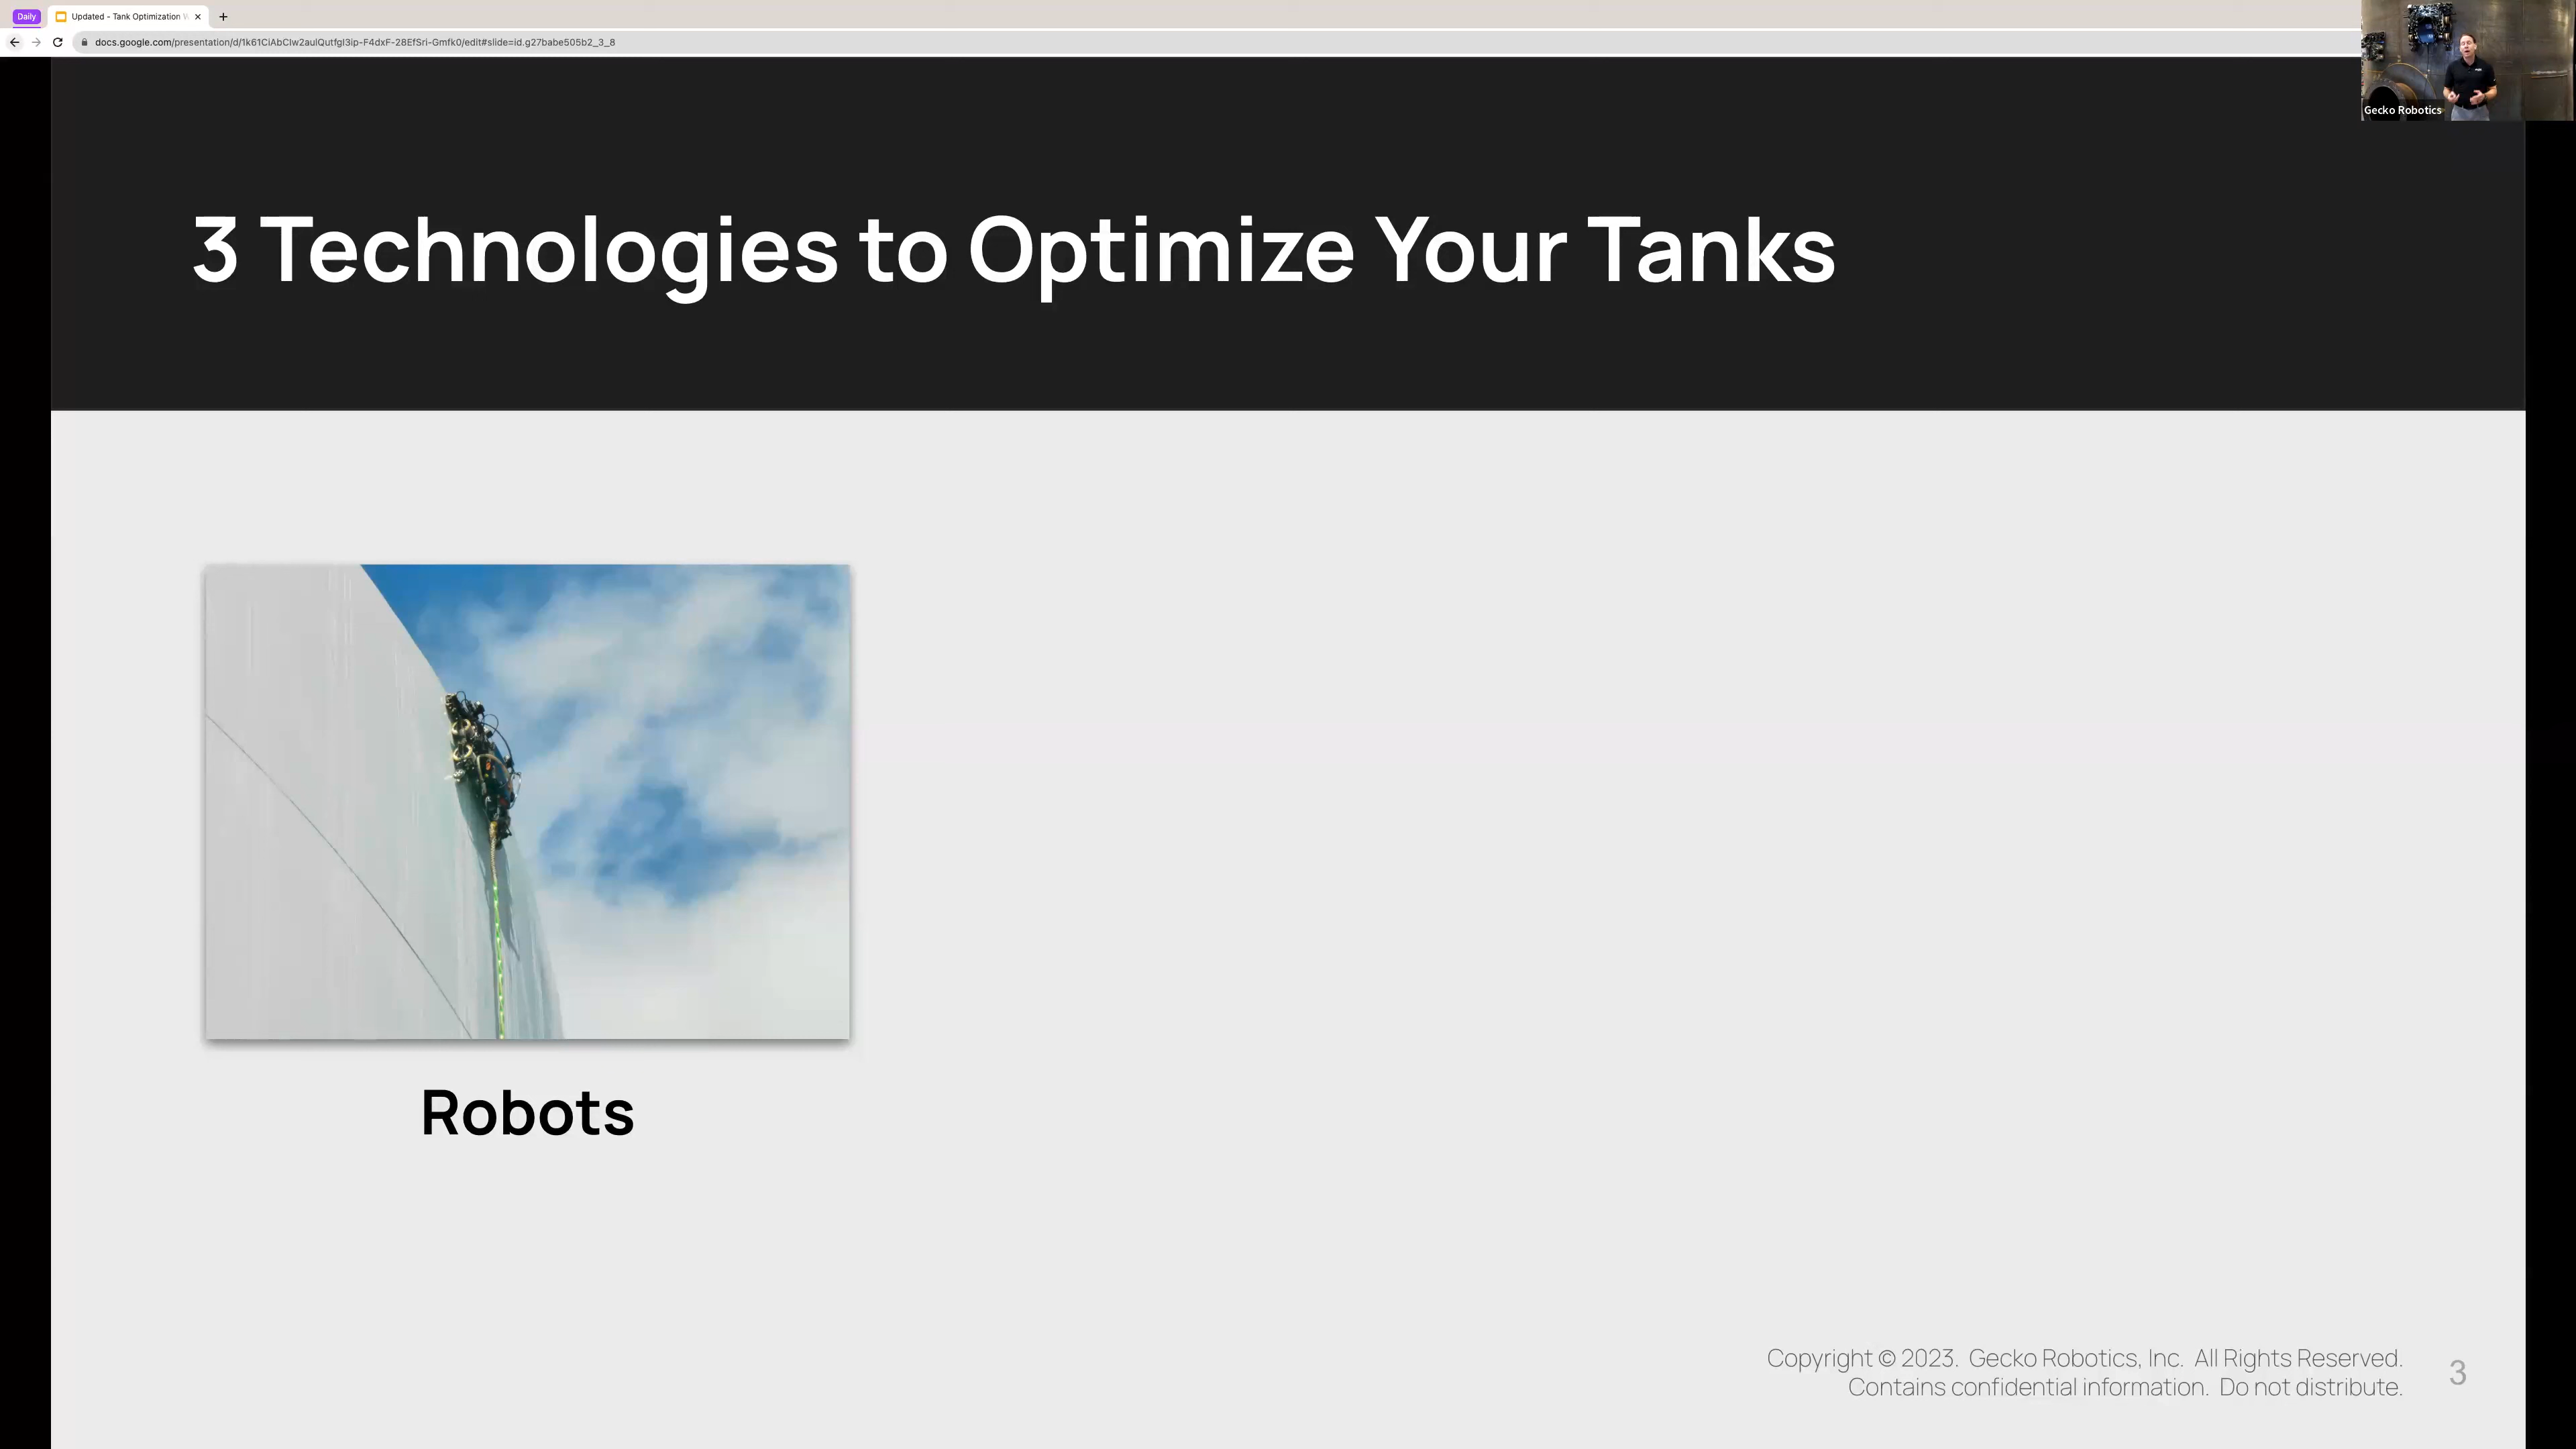 Daily
Updated - Tank Optimization W
docs.google.com/presentation/d/1k61CiAbCIw2aulQutfgI3ip-F4dxF-28EfSri-Gmfk0/edit#slide=id.g27babe505b2_3_8
Gecko Robotics
3 Technologies to Optimize Your Tanks
Robots
Copyright © 2023. Gecko Robotics, Inc. All Rights Reserved.
Contains confidential information. Do not distribute.
3